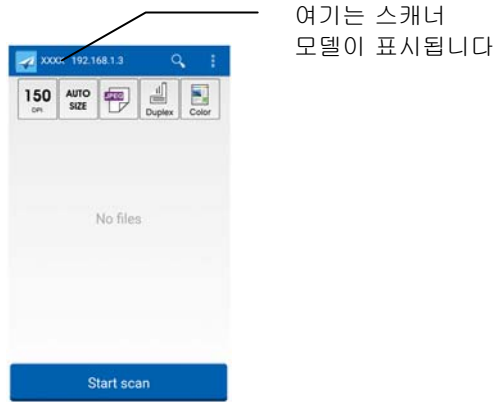 여기는 스캐너
모델이 표시됩니다
XXXX- 192.168.1.3
150 DPI
AUTO SIZE
JPEG
Duplex
Color
No files
Start scan